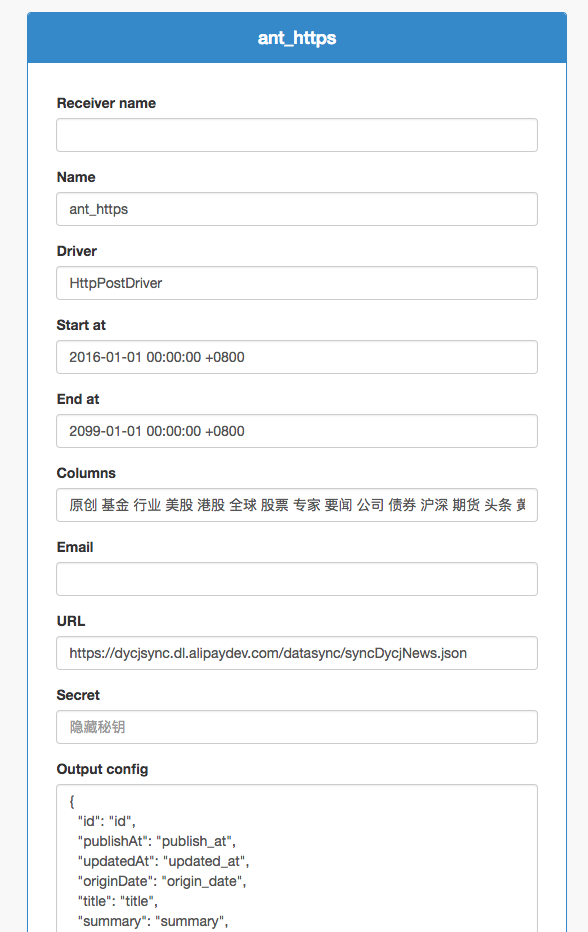 ant_https
Receiver name
Name
ant_https
Driver
HttpPostDriver
Start at
2016-01-01 00:00:00 +0800
End at
2099-01-01 00:00:00 +0800
Columns
原创 基金 行业 美股 港股 全球 股票 专家 要闻 公司 债券 沪深 期货 头条
Email
URL
https://dycjsync.dl.alipaydev.com/datasync/syncDycjNews.json
Secret
隐藏秘钥
Output config
{
"id": "id",
"publishAt": "publish_at",
"updatedAt": "updated_at",
"originDate": "origin_date",
"title": "title",
"summary": "summary",